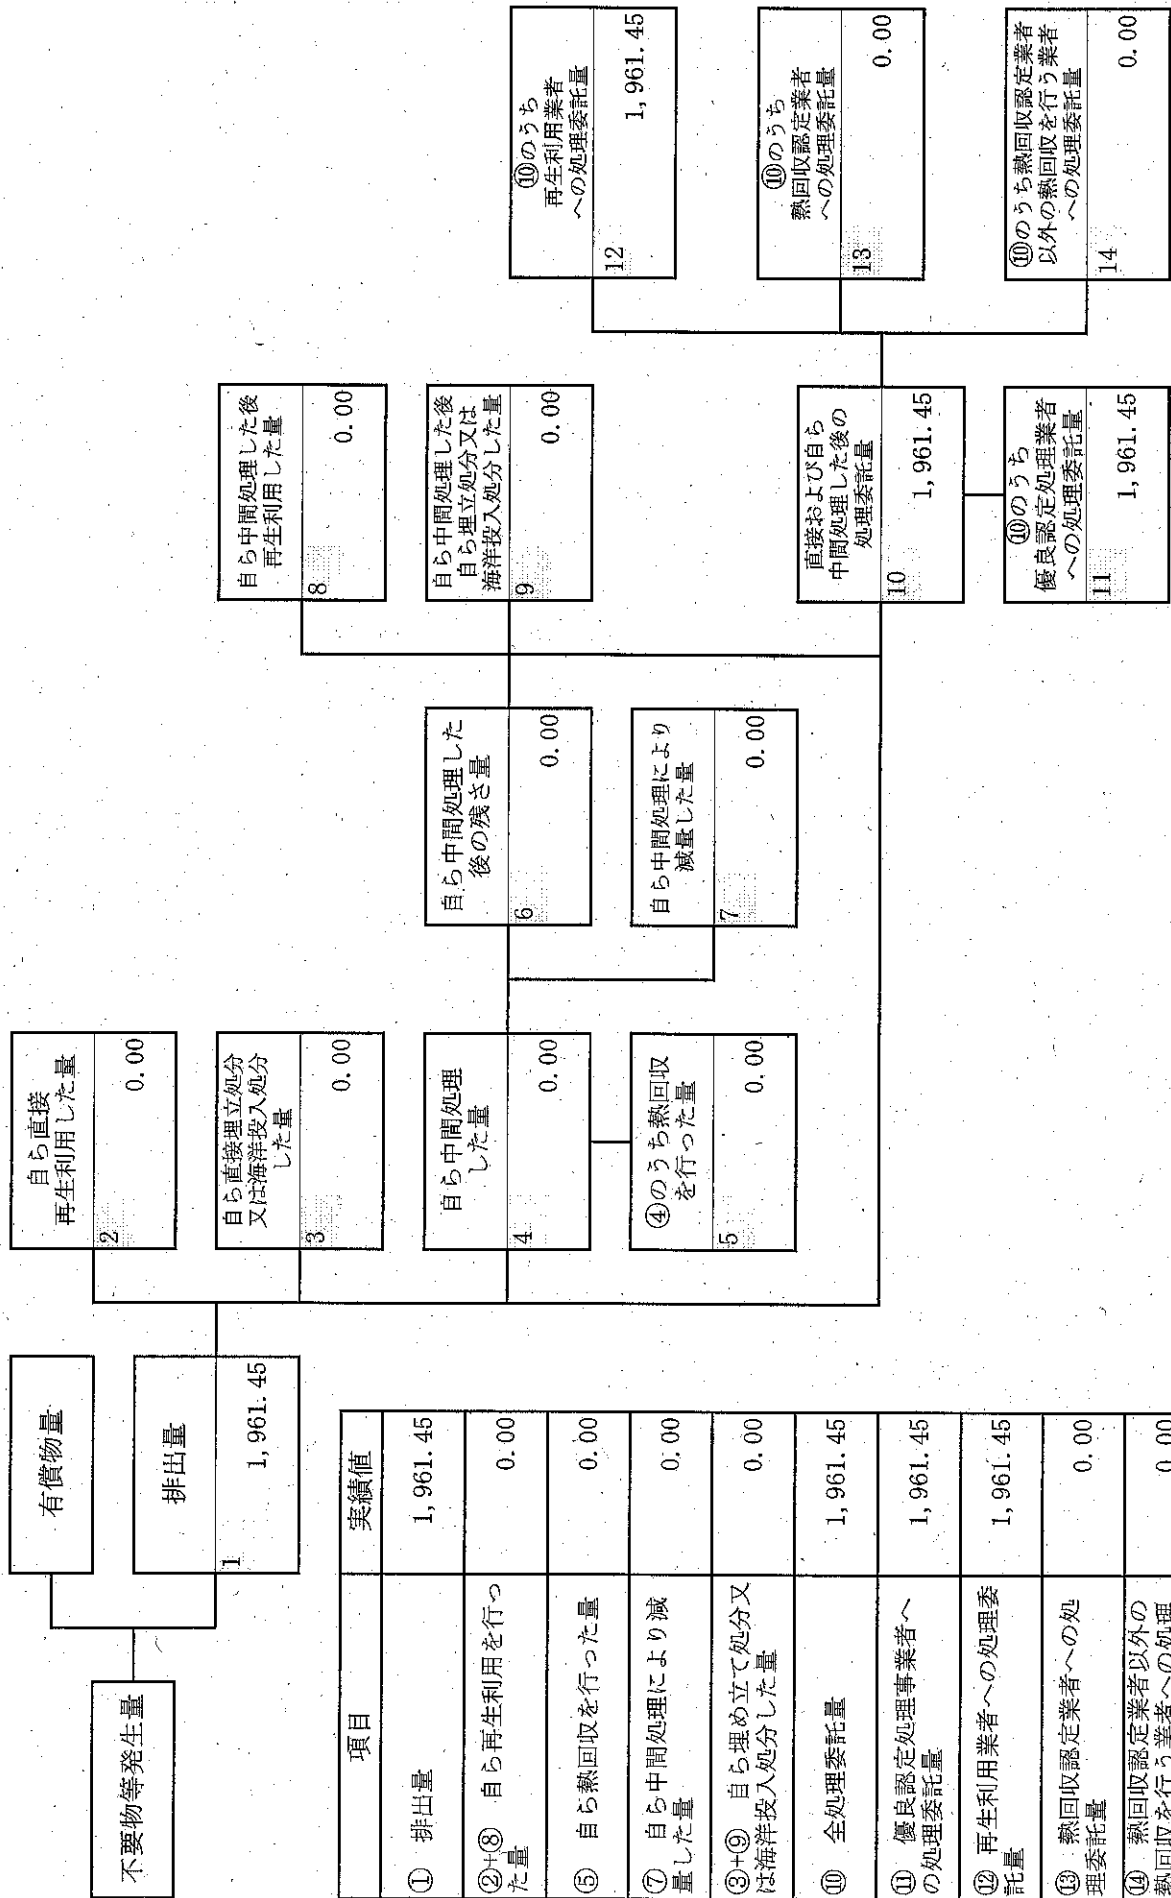 不要物等発生量
有償物量
排出量
1
1,961.45
自ら直接
再生利用した量
2
0.00
自ら直接埋立処分
又は海洋投入処分
した量
3
0.00
自ら中間処理
した量
4
0.00
④のうち熱回収
を行った量
5
0.00
自ら中間処理した
後の残さ量
6
0.00
自ら中間処理により
減量した量
7
0.00
自ら中間処理した後
再生利用した量
8
0.00
自ら中間処理した後
自ら埋立処分又は
海洋投入処分した量
9
0.00
直接および自ら
中間処理した後の
処理委託量
10
1,961.45
⑩のうち
優良認定処理業者
への処理委託量
11
1,961.45
⑩のうち
再生利用業者
への処理委託量
12
1,961.45
⑩のうち
熱回収認定業者
への処理委託量
13
0.00
⑩のうち熱回収認定業者
以外の熱回収を行う業者
への処理委託量
14
0.00
項目
実績値
① 排出量
1,961.45
②+⑧ 自ら再生利用を行っ
た量
0.00
⑤ 自ら熱回収を行った量
0.00
⑦ 自ら中間処理により減
量した量
0.00
③+⑨ 自ら埋め立て処分又
は海洋投入処分した量
0.00
⑩ 全処理委託量
1,961.45
⑪ 優良認定処理事業者へ
の処理委託量
1,961.45
⑫ 再生利用業者への処理委
託量
1,961.45
⑬ 熱回収認定業者への処
理委託量
0.00
⑭ 熱回収認定業者以外の
熱回収を行う業者への処理
0.00